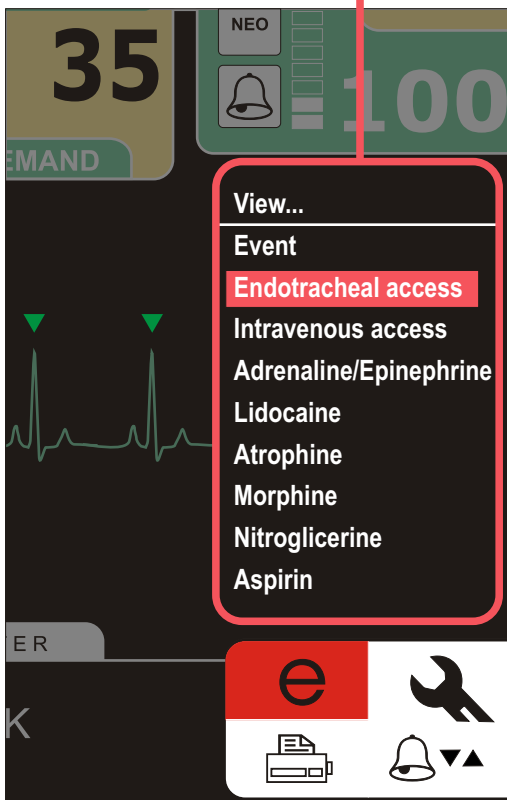 35
NEO
100
EMAND
View...
Event
Endotracheal access
Intravenous access
Adrenaline/Epinephrine
Lidocaine
Atrophine
Morphine
Nitroglicerine
Aspirin
ER
e
K